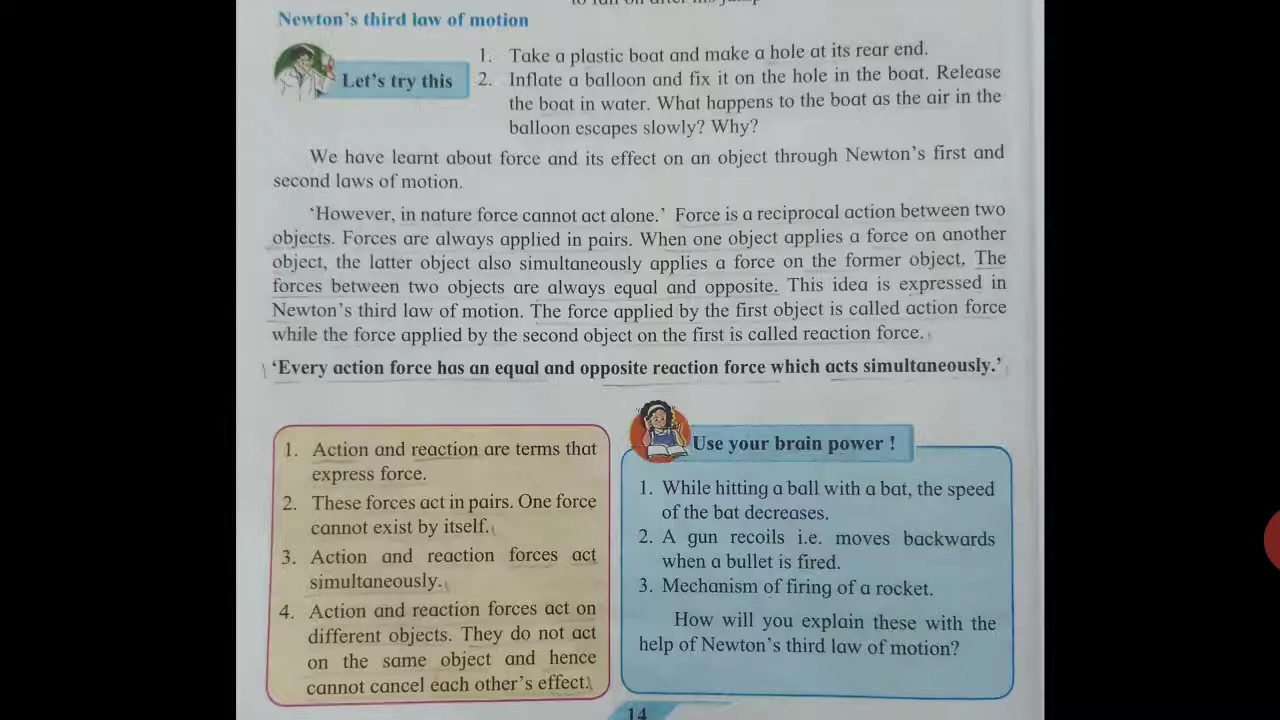 to run on after his jump
Newton's third law of motion
Let's try this
1. Take a plastic boat and make a hole at its rear end.
2. Inflate a balloon and fix it on the hole in the boat. Release
the boat in water. What happens to the boat as the air in the
balloon escapes slowly? Why?
We have learnt about force and its effect on an object through Newton's first and
second laws of motion.
'However, in nature force cannot act alone.' Force is a reciprocal action between two
objects. Forces are always applied in pairs. When one object applies a force on another
object, the latter object also simultaneously applies a force on the former object. The
forces between two objects are always equal and opposite. This idea is expressed in
Newton's third law of motion. The force applied by the first object is called action force
while the force applied by the second object on the first is called reaction force.
'Every action force has an equal and opposite reaction force which acts simultaneously.'
1. Action and reaction are terms that
express force.
2. These forces act in pairs. One force
cannot exist by itself.
3. Action and reaction forces act
simultaneously.
4. Action and reaction forces act on
different objects. They do not act
on the same object and hence
cannot cancel each other's effect.
Use your brain power !
1. While hitting a ball with a bat, the speed
of the bat decreases.
2. A gun recoils i.e. moves backwards
when a bullet is fired.
3. Mechanism of firing of a rocket.
How will you explain these with the
help of Newton's third law of motion?
14